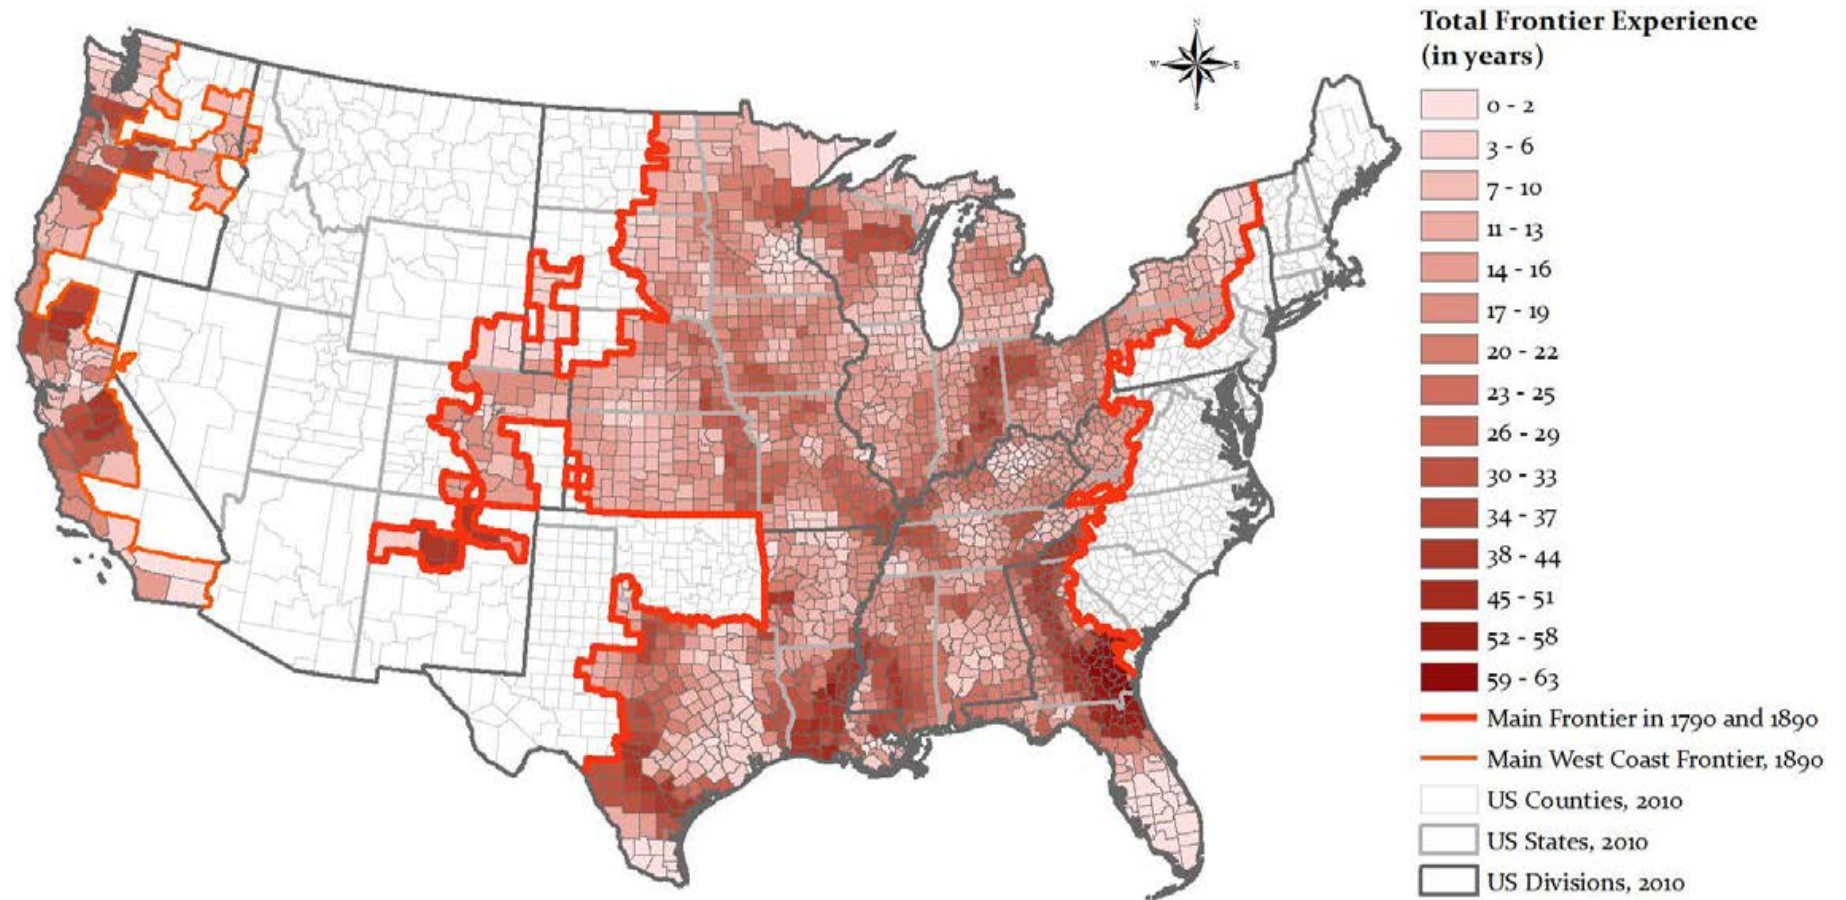 N
W
E
S
Total Frontier Experience
(in years)
0 - 2
3 - 6
7 - 10
11 - 13
14 - 16
17 - 19
20 - 22
23 - 25
26 - 29
30 - 33
34 - 37
38 - 44
45 - 51
52 - 58
59 - 63
Main Frontier in 1790 and 1890
Main West Coast Frontier, 1890
US Counties, 2010
US States, 2010
US Divisions, 2010